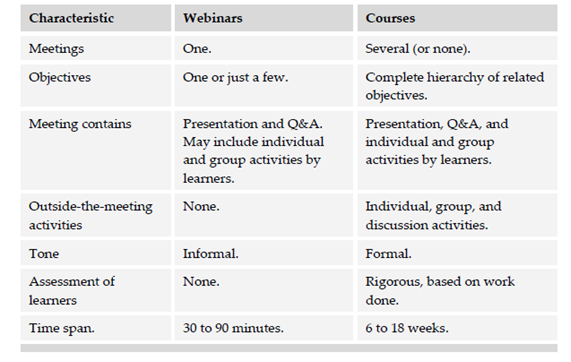 Characteristic Webinars Courses
Meetings One. Several (or none).
Objectives One or just a few. Complete hierarchy of related
objectives.
Meeting contains Presentation and Q&A. Presentation, Q&A, and
May include individual individual and group
and group activities by activities by learners.
learners.
Outside-the-meeting None. Individual, group, and
activities discussion activities.
Tone Informal. Formal.
Assessment of None. Rigorous, based on work
learners done.
Time span. 30 to 90 minutes. 6 to 18 weeks.